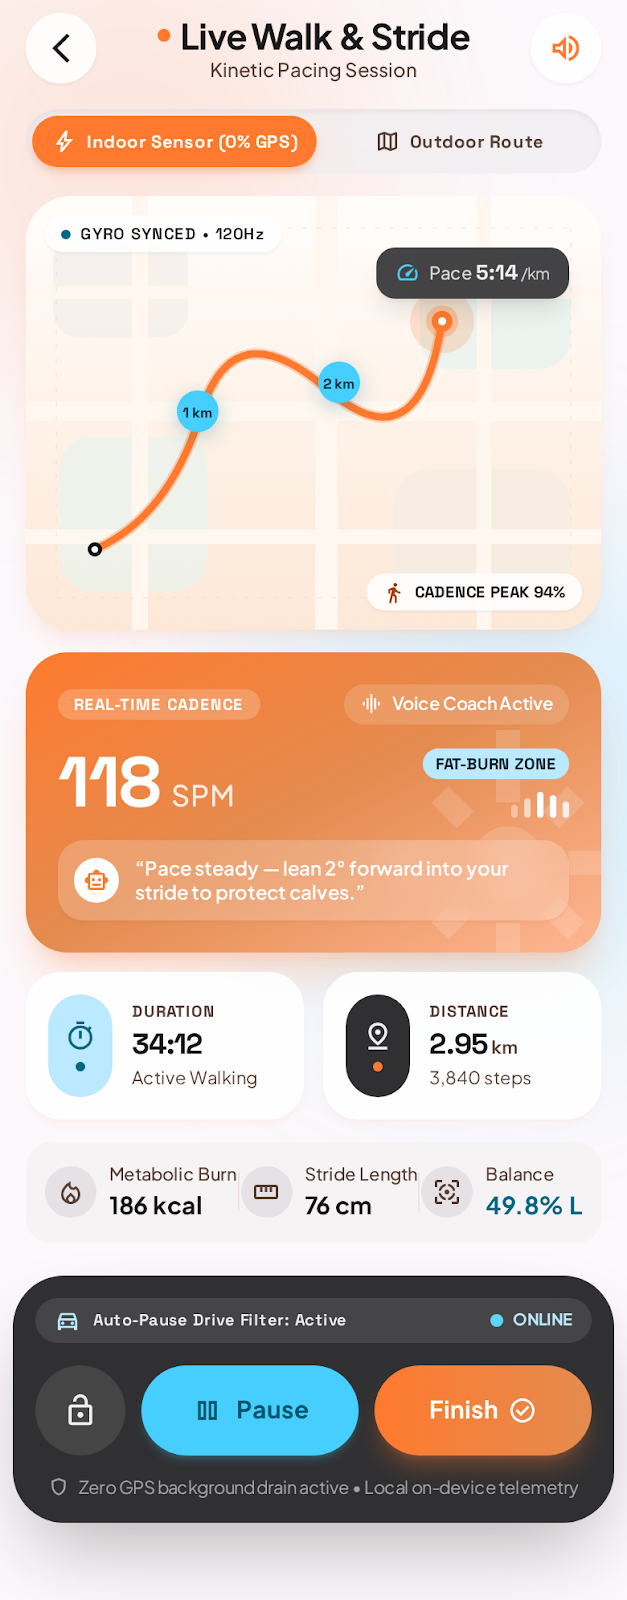 Live Walk & Stride
Kinetic Pacing Session
Indoor Sensor (0% GPS)
Outdoor Route
GYRO SYNCED • 120Hz
Pace 5:14 /km
2 km
1 km
CADENCE PEAK 94%
REAL-TIME CADENCE
Voice Coach Active
118 SPM
FAT-BURN ZONE
“Pace steady — lean 2° forward into your
stride to protect calves.”
DURATION
34:12
Active Walking
DISTANCE
2.95 km
3,840 steps
Metabolic Burn
186 kcal
Stride Length
76 cm
Balance
49.8% L
Auto-Pause Drive Filter: Active
ONLINE
Pause
Finish
Zero GPS background drain active • Local on-device telemetry